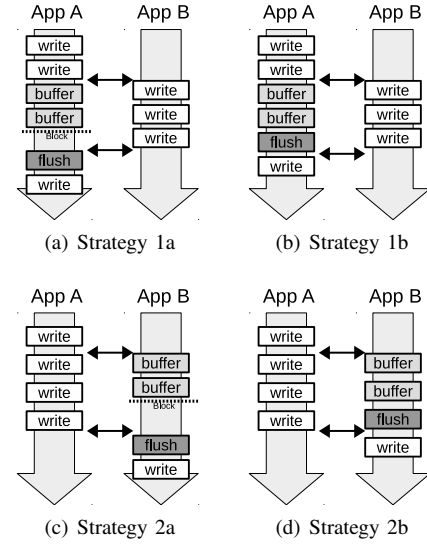 App A App B
write
write
buffer
write
buffer
write
Block
write
flush
write
(a) Strategy 1a
App A App B
write
write
buffer
write
buffer
write
flush
write
write
(b) Strategy 1b
App A App B
write
write
buffer
write
buffer
Block
write
flush
write
(c) Strategy 2a
App A App B
write
write
buffer
write
buffer
write
flush
write
(d) Strategy 2b